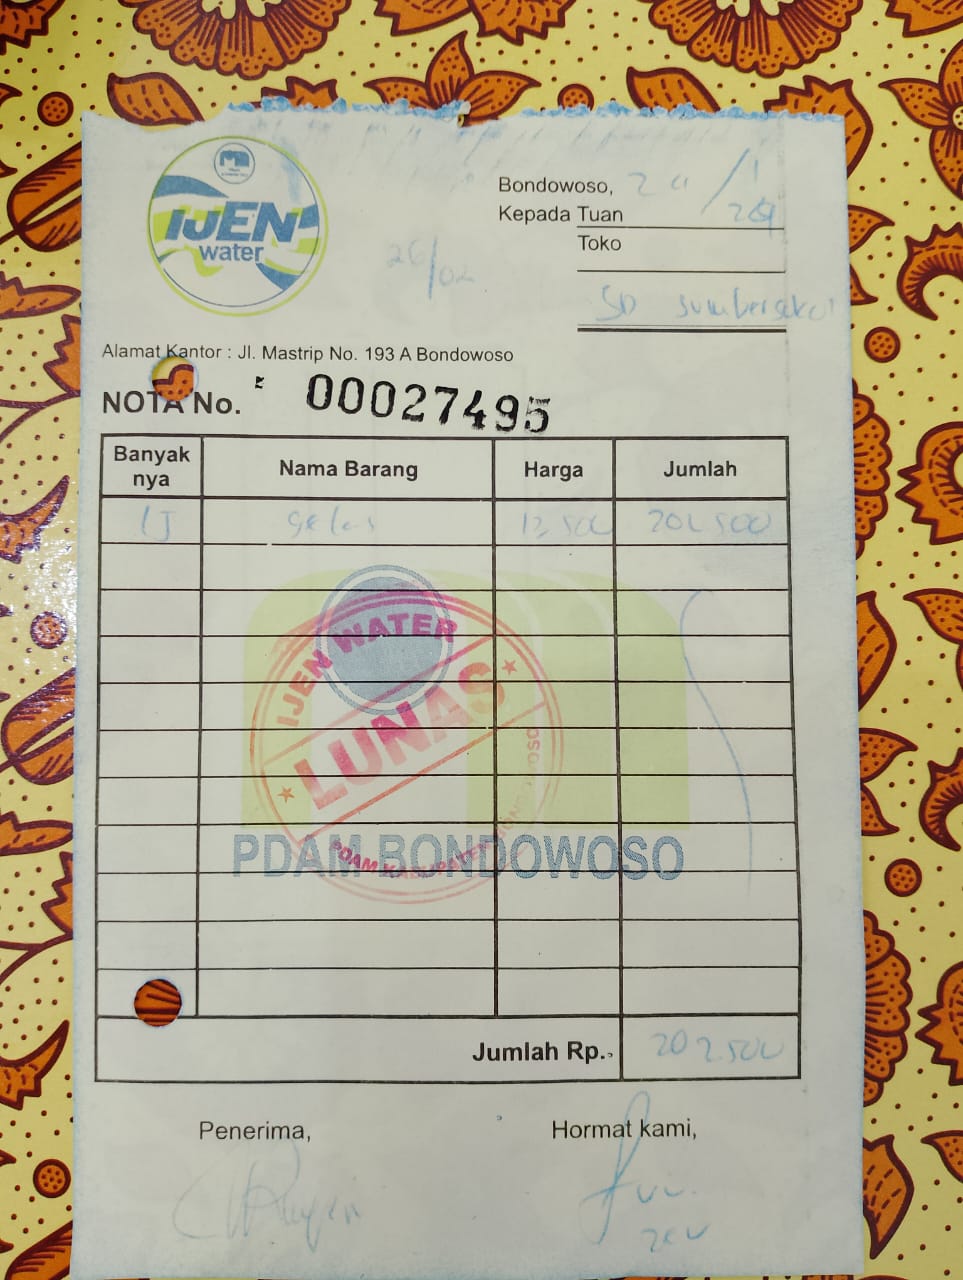 IJEN
water
Bondowoso, 24/1
Kepada Tuan
Toko
26/02
SD Sumbersalak
Alamat Kantor : Jl. Mastrip No. 193 A Bondowoso
NOTA No. 00027495
Banyak nya Nama Barang Harga Jumlah
15 gelas 13.500 202.500
IJEN WATER
LUNAS
PDAM KABUPATEN BONDOWOSO
PDAM BONDOWOSO
Jumlah Rp. 202.500
Penerima, Hormat kami,